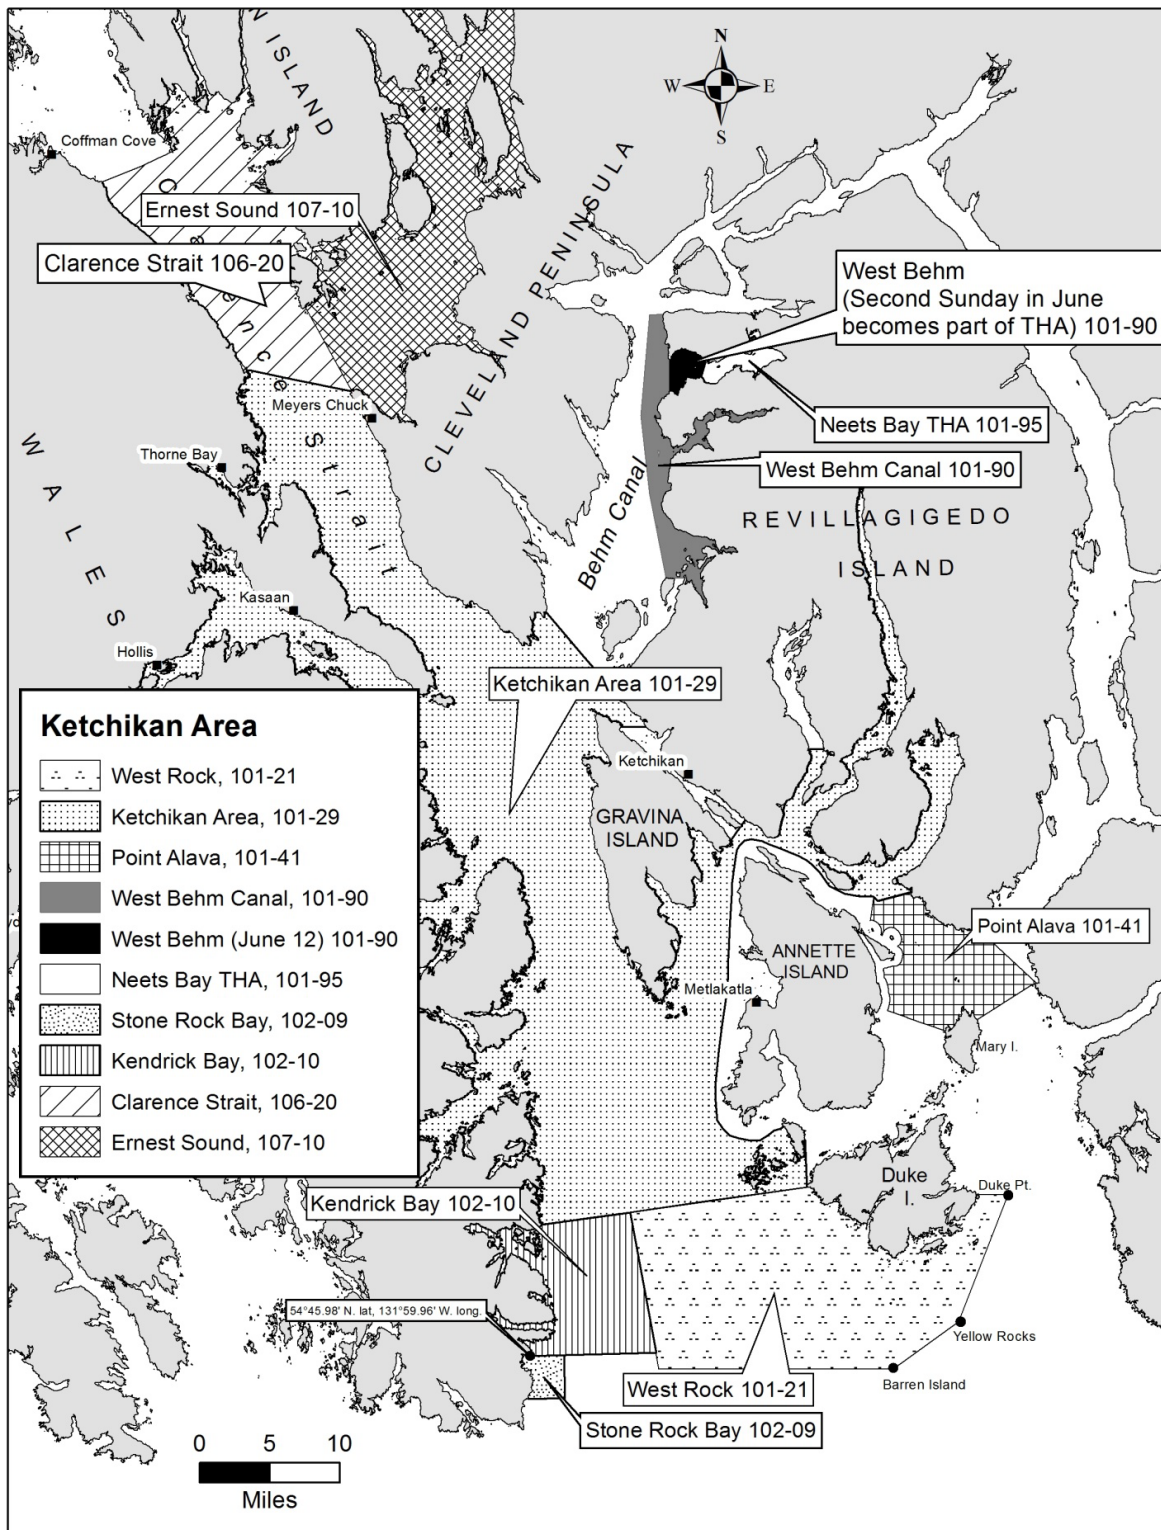 N
W E
S
N ISLAND
Coffman Cove
Clarence Strait
Ernest Sound 107-10
Clarence Strait 106-20
CLEVELAND PENINSULA
West Behm
(Second Sunday in June
becomes part of THA) 101-90
Meyers Chuck
Neets Bay THA 101-95
Thorne Bay
West Behm Canal 101-90
Behm Canal
REVILLAGIGEDO
ISLAND
WALES
Kasaan
Hollis
Ketchikan Area 101-29
Ketchikan
GRAVINA
ISLAND
Ketchikan Area
West Rock, 101-21
Ketchikan Area, 101-29
Point Alava, 101-41
West Behm Canal, 101-90
West Behm (June 12) 101-90
Neets Bay THA, 101-95
Stone Rock Bay, 102-09
Kendrick Bay, 102-10
Clarence Strait, 106-20
Ernest Sound, 107-10
Point Alava 101-41
ANNETTE
ISLAND
Metlakatla
Mary I.
Duke
I.
Duke Pt.
Kendrick Bay 102-10
54°45.98' N. lat, 131°59.96' W. long.
Yellow Rocks
Barren Island
West Rock 101-21
Stone Rock Bay 102-09
0 5 10
Miles